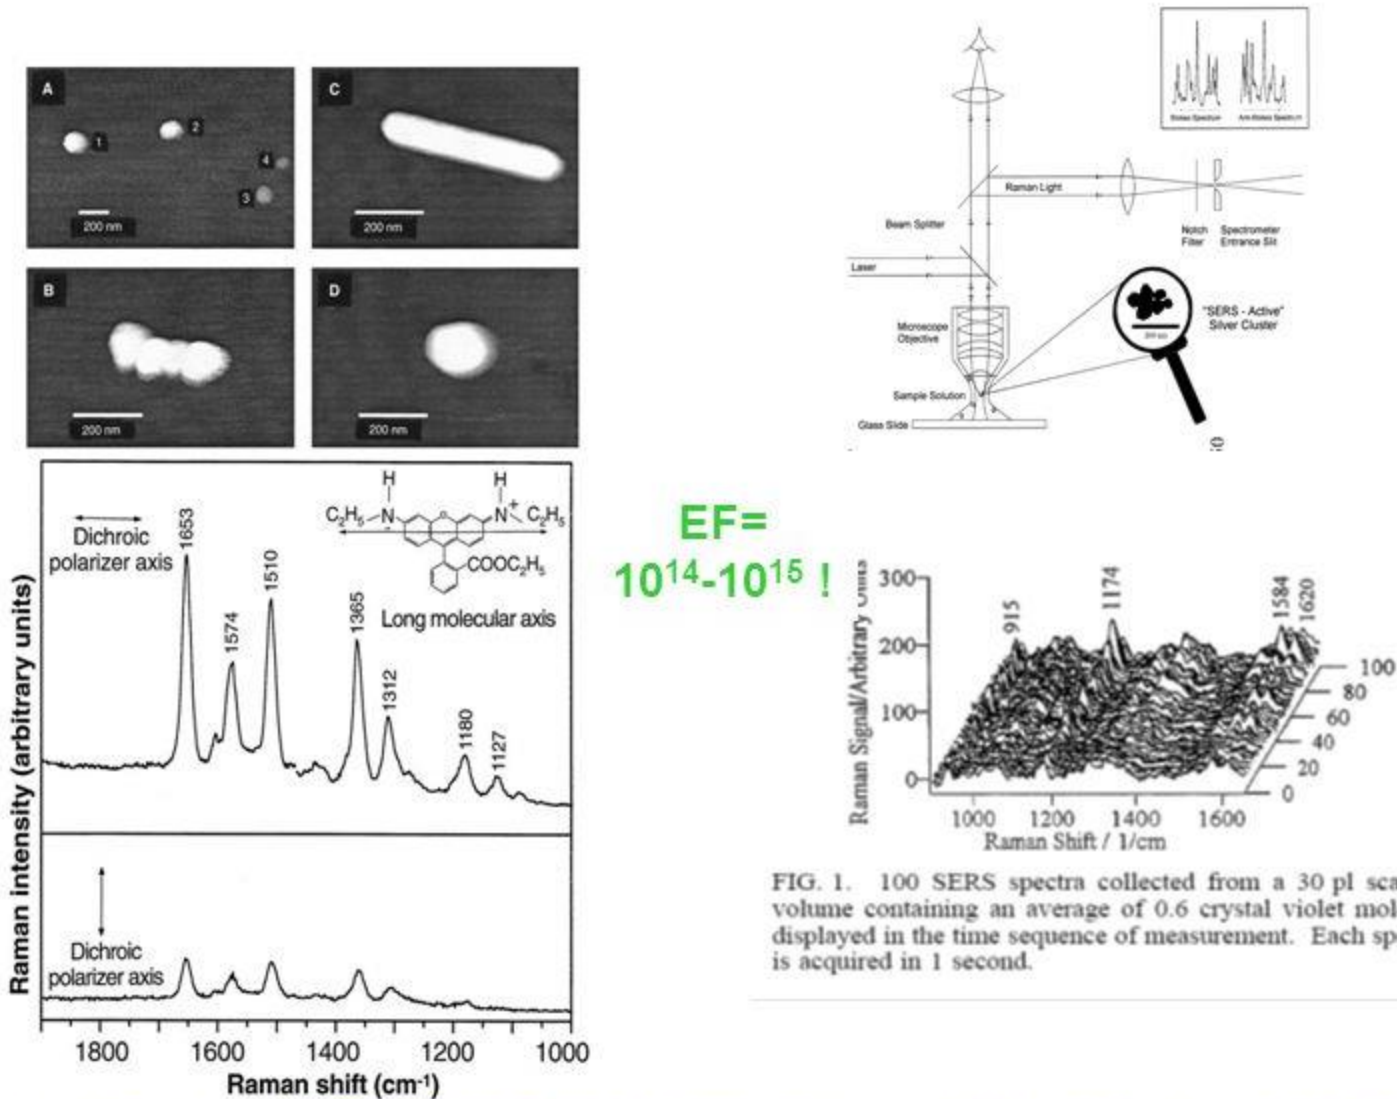 A
1
2
3
4
200 nm
C
200 nm
B
200 nm
D
200 nm
Stokes Spectrum
Anti-Stokes Spectrum
Raman Light
Beam Splitter
Notch
Filter
Spectrometer
Entrance Slit
Laser
Microscope
Objective
"SERS - Active"
Silver Cluster
Sample Solution
Glass Slide
Dichroic
polarizer axis
H
H
C₂H₅
N
O
N
+
C₂H₅
COOC₂H₅
Long molecular axis
1653
1574
1510
1365
1312
1180
1127
Dichroic
polarizer axis
Raman intensity (arbitrary units)
1800
1600
1400
1200
1000
Raman shift (cm⁻¹)
EF=
10¹⁴-10¹⁵ !
Raman Signal/Arbitrary Units
300
200
100
0
915
1174
1584
1620
100
80
60
40
20
0
1000
1200
1400
1600
Raman Shift / 1/cm
FIG. 1. 100 SERS spectra collected from a 30 pl sca
volume containing an average of 0.6 crystal violet mol
displayed in the time sequence of measurement. Each sp
is acquired in 1 second.